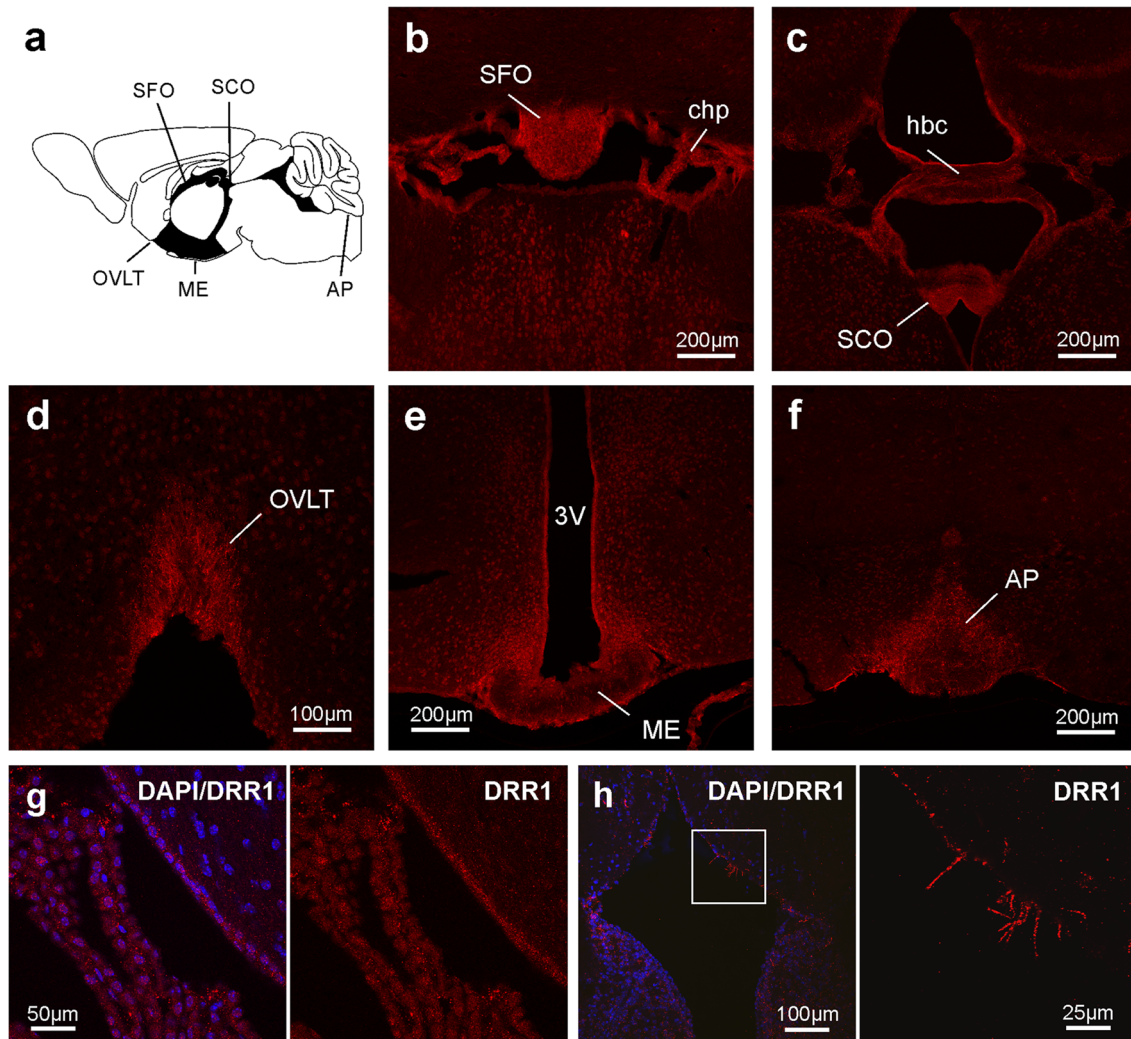 a
SFO
SCO
OVLT
ME
AP
b
SFO
chp
200µm
c
hbc
SCO
200µm
d
OVLT
100µm
e
3V
ME
200µm
f
AP
200µm
g
DAPI/DRR1
50µm
DRR1
h
DAPI/DRR1
100µm
DRR1
25µm